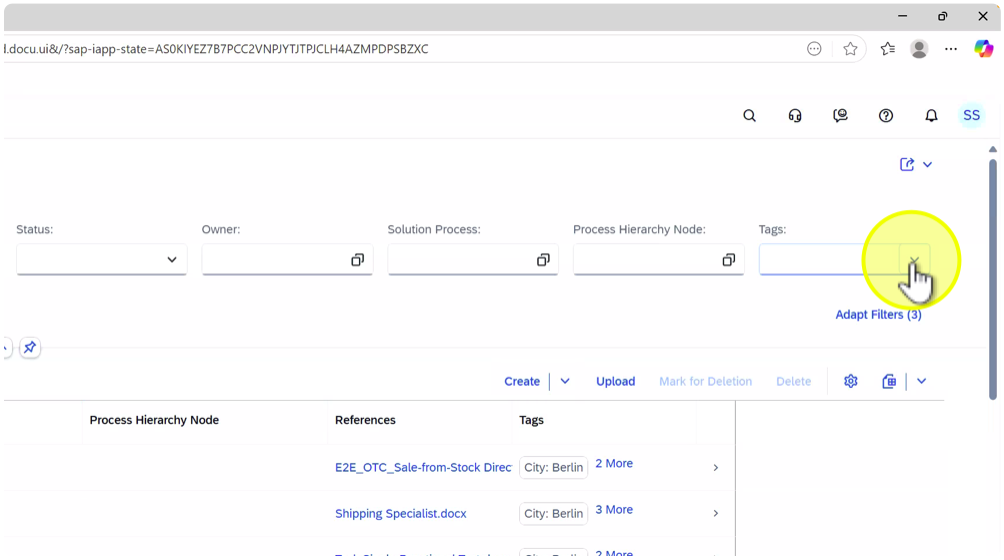 d.docu.ui&/?sap-iapp-state=AS0KIYEZ7B7PCC2VNPJYTJTPJCLH4AZMPDPSBZXC
SS
Status: Owner: Solution Process: Process Hierarchy Node: Tags:
Adapt Filters (3)
Create Upload Mark for Deletion Delete
Process Hierarchy Node References Tags
E2E_OTC_Sale-from-Stock Direc City: Berlin 2 More
Shipping Specialist.docx City: Berlin 3 More
2 More